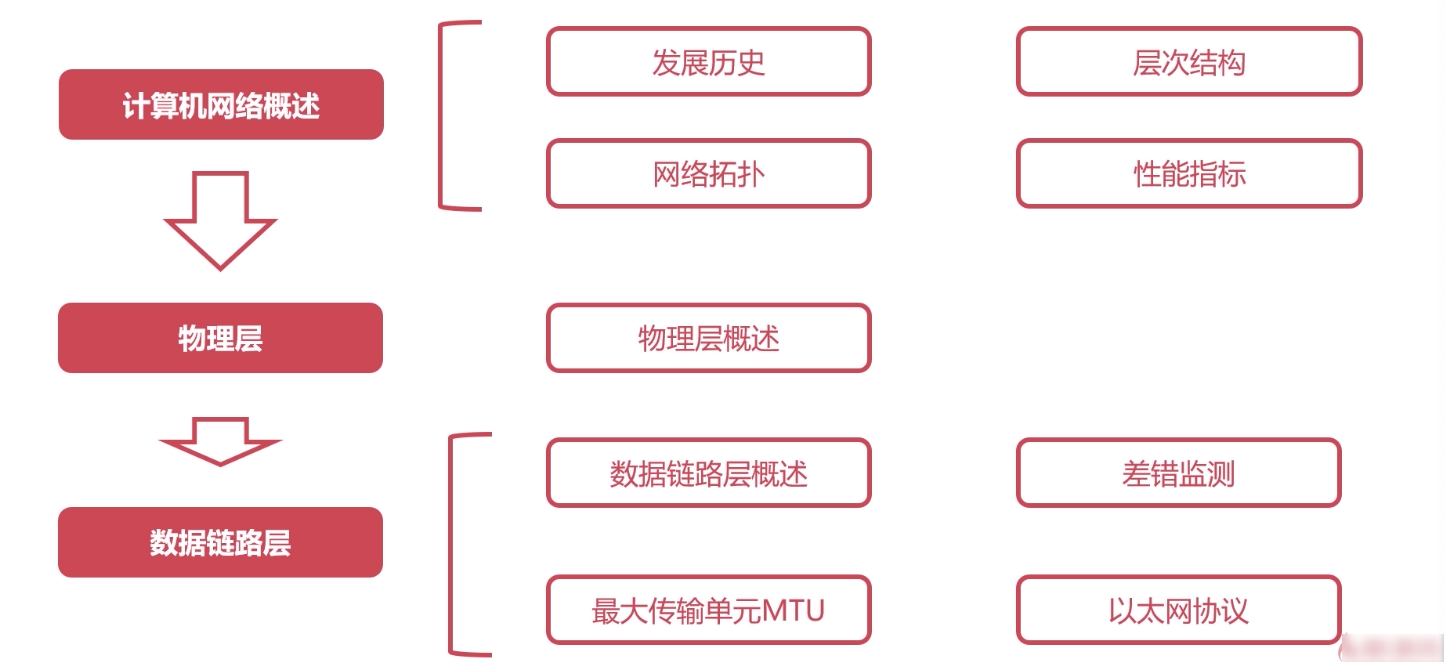 计算机网络概述
发展历史
层次结构
网络拓扑
性能指标
物理层
物理层概述
数据链路层
数据链路层概述
差错监测
最大传输单元MTU
以太网协议